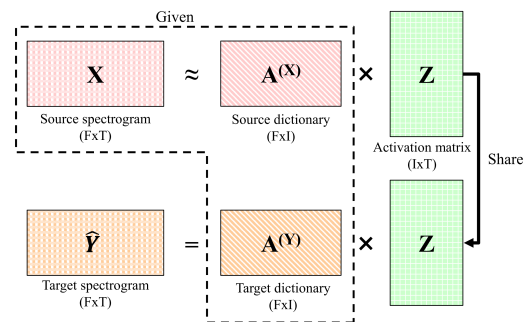 Given
X ≈ A(X) × Z
Source spectrogram
(FxT)
Source dictionary
(FxI)
Activation matrix
(IxT)
Share
Ŷ = A(Y) × Z
Target spectrogram
(FxT)
Target dictionary
(FxI)